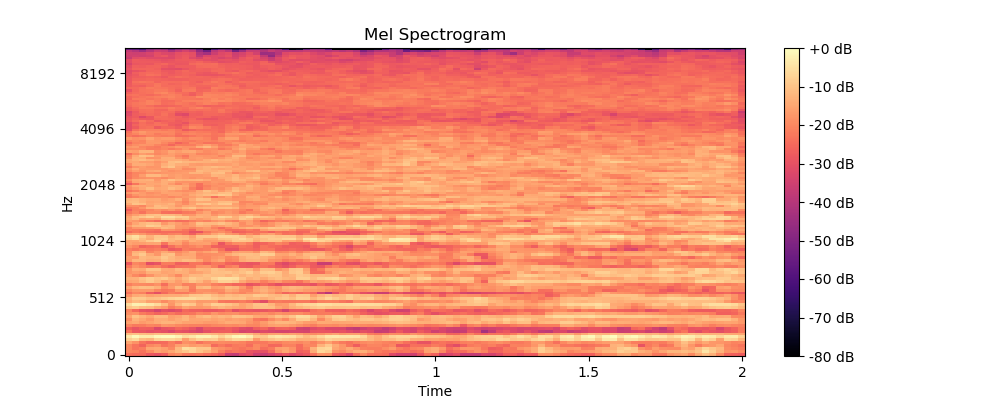 Mel Spectrogram
Hz
8192
4096
2048
1024
512
0
0 0.5 1 1.5 2
Time
+0 dB
-10 dB
-20 dB
-30 dB
-40 dB
-50 dB
-60 dB
-70 dB
-80 dB